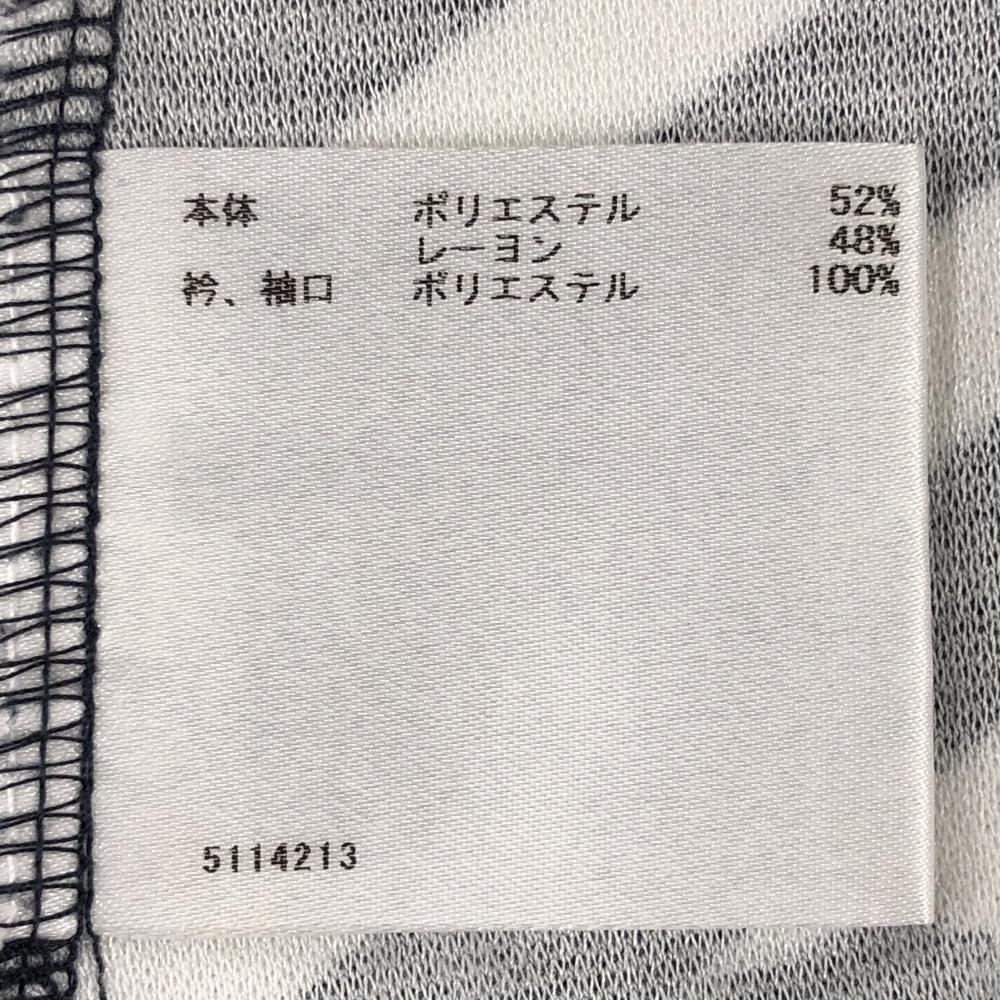 本体 ポリエステル 52%
レーヨン 48%
衿、袖口 ポリエステル 100%
5114213